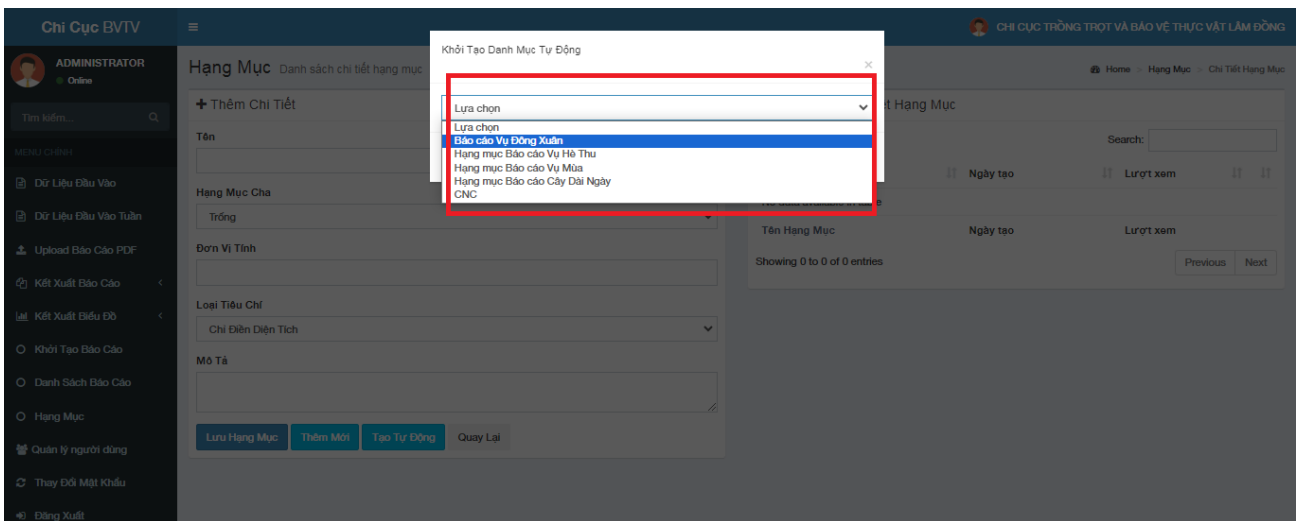 Chi Cục BVTV
CHI CỤC TRỒNG TRỌT VÀ BẢO VỆ THỰC VẬT LÂM ĐỒNG
ADMINISTRATOR
Online
Tìm kiếm...
MENU CHÍNH
Dữ Liệu Đầu Vào
Dữ Liệu Đầu Vào Tuần
Upload Báo Cáo PDF
Kết Xuất Báo Cáo
Kết Xuất Biểu Đồ
Khởi Tạo Báo Cáo
Danh Sách Báo Cáo
Hạng Mục
Quản lý người dùng
Thay Đổi Mật Khẩu
Đăng Xuất
Hạng Mục Danh sách chi tiết hạng mục
Home > Hạng Mục > Chi Tiết Hạng Mục
Thêm Chi Tiết
Tên
Hạng Mục Cha
Trống
Đơn Vị Tính
Loại Tiêu Chí
Chỉ Điền Diện Tích
Mô Tả
Lưu Hạng Mục Thêm Mới Tạo Tự Động Quay Lại
Khởi Tạo Danh Mục Tự Động
×
Lựa chọn
Lựa chọn
Báo cáo Vụ Đông Xuân
Hạng mục Báo cáo Vụ Hè Thu
Hạng mục Báo cáo Vụ Mùa
Hạng mục Báo cáo Cây Dài Ngày
CNC
Hạng Mục
Search:
Ngày tạo Lượt xem
Tên Hạng Mục Ngày tạo Lượt xem
Showing 0 to 0 of 0 entries
Previous Next